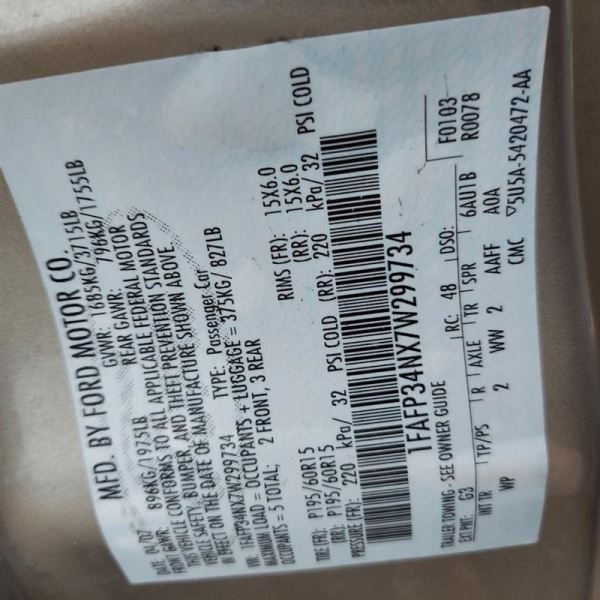 MFD. BY FORD MOTOR CO.
DATE: 04/07 GVWR: 1685KG/3715LB
FRONT GAWR: 896KG/1975LB REAR GAWR: 796KG/1755LB
THIS VEHICLE CONFORMS TO ALL APPLICABLE FEDERAL MOTOR
VEHICLE SAFETY, BUMPER, AND THEFT PREVENTION STANDARDS
IN EFFECT ON THE DATE OF MANUFACTURE SHOWN ABOVE
VIN: 1FAFP34NX7W299734 TYPE: Passenger Car
MAXIMUM LOAD = OCCUPANTS + LUGGAGE = 375KG/ 827LB
OCCUPANTS = 5 TOTAL; 2 FRONT, 3 REAR
TIRE (FR): P195/60R15 RIMS (FR): 15X6.0
(RR): P195/60R15 (RR): 15X6.0
PRESSURE (FR): 220 kPa/ 32 PSI COLD (RR): 220 kPa/ 32 PSI COLD
1FAFP34NX7W299734
TRAILER TOWING - SEE OWNER GUIDE F0103
EXT PNT: G3 RC: 48 DSO: R0078
INT TR TP/PS R AXLE TR SPR 6AU1B
WP 2 WW 2 AAFF AOA
CMC ▽5U5A-5420472-AA